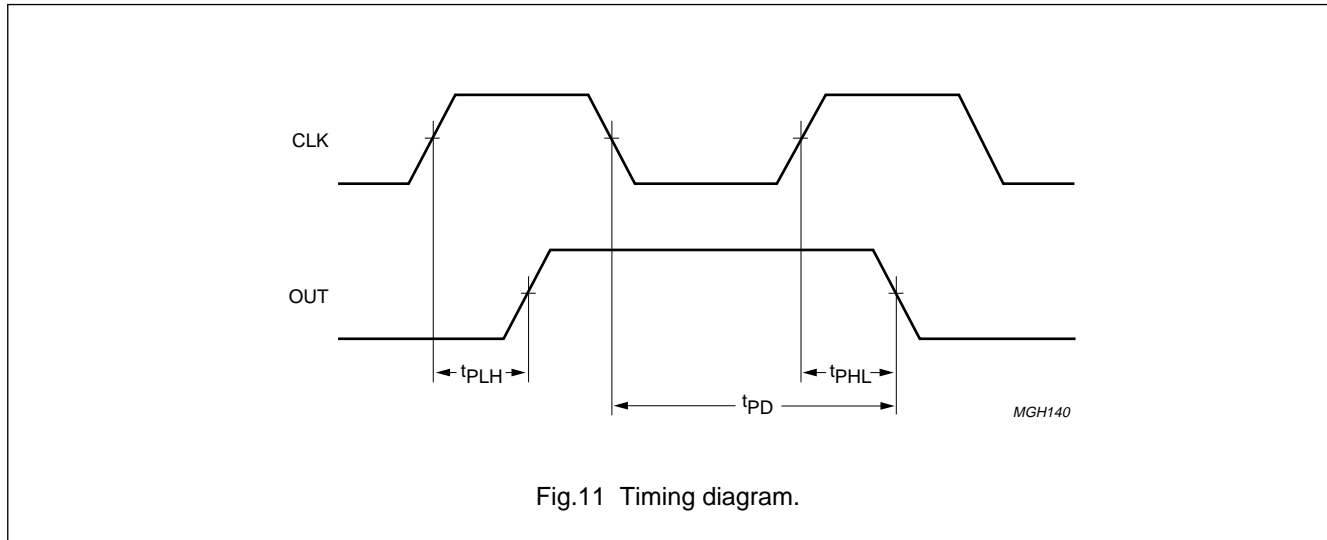 CLK
OUT
tPLH
tPHL
tPD
MGH140
Fig.11 Timing diagram.